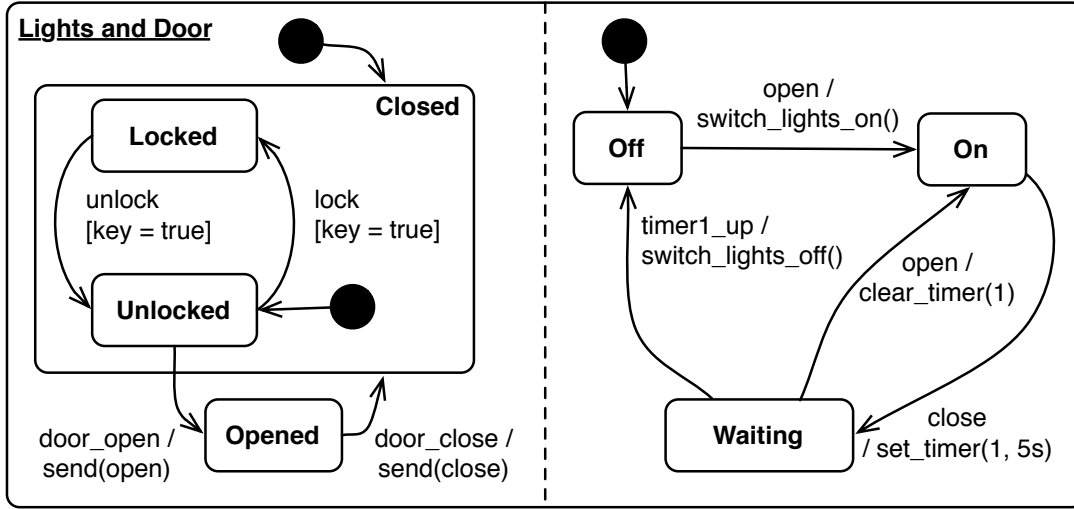 Lights and Door
Closed
Locked
unlock
[key = true]
lock
[key = true]
Unlocked
door_open /
send(open)
Opened
door_close /
send(close)
Off
open /
switch_lights_on()
On
timer1_up /
switch_lights_off()
open /
clear_timer(1)
Waiting
close
/ set_timer(1, 5s)